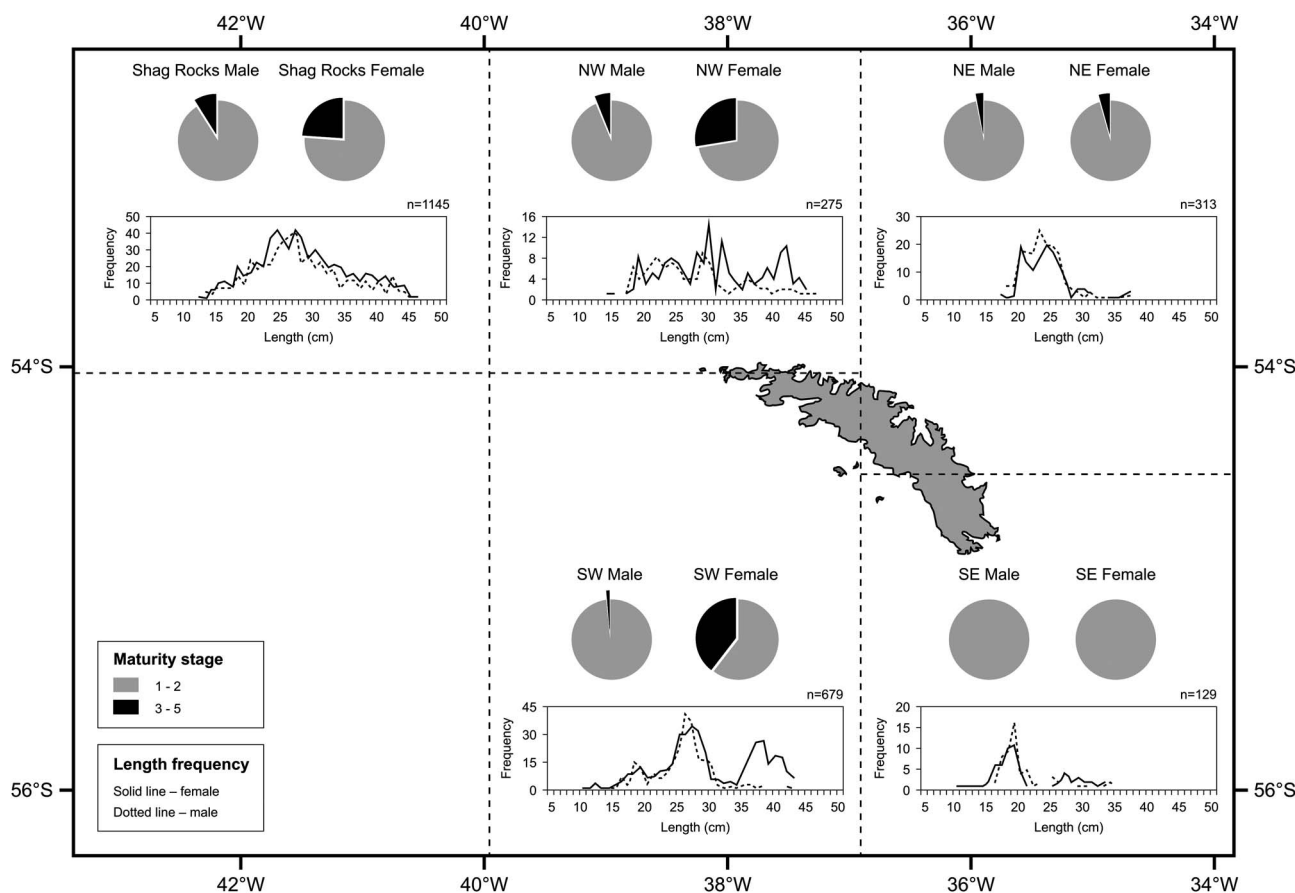 42°W 40°W 38°W 36°W 34°W
Shag Rocks Male Shag Rocks Female NW Male NW Female NE Male NE Female
n=1145 n=275 n=313
50
40
30
20
10
0
Frequency
5 10 15 20 25 30 35 40 45 50
Length (cm)
16
12
8
4
0
Frequency
5 10 15 20 25 30 35 40 45 50
Length (cm)
30
20
10
0
Frequency
5 10 15 20 25 30 35 40 45 50
Length (cm)
54°S 54°S
SW Male SW Female SE Male SE Female
n=679 n=129
45
30
15
0
Frequency
5 10 15 20 25 30 35 40 45 50
Length (cm)
20
15
10
5
0
Frequency
5 10 15 20 25 30 35 40 45 50
Length (cm)
Maturity stage
1 - 2
3 - 5
Length frequency
Solid line – female
Dotted line – male
56°S 56°S
42°W 40°W 38°W 36°W 34°W